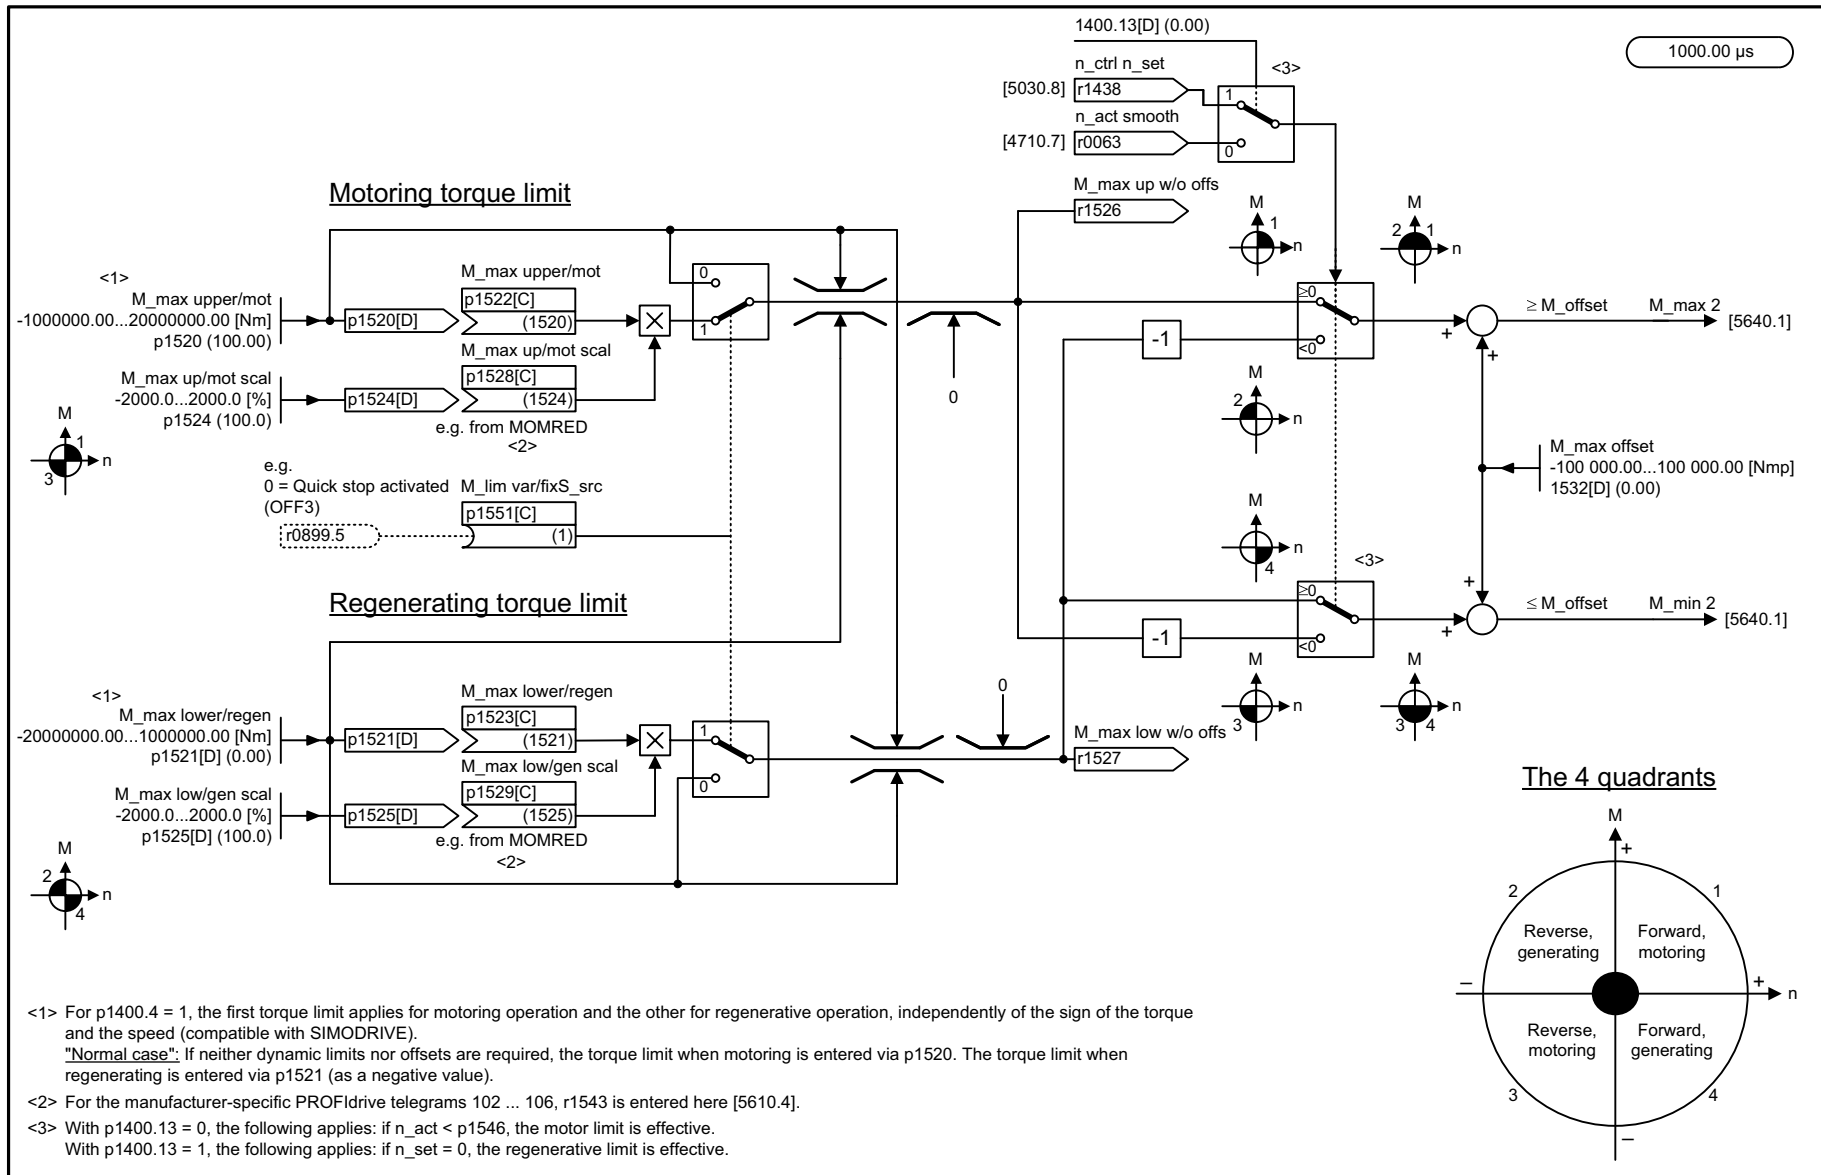 1400.13[D] (0.00)
1000.00 µs
n_ctrl n_set
<3>
[5030.8]
r1438
1
n_act smooth
[4710.7]
r0063
0
Motoring torque limit
M_max up w/o offs
r1526
M
1
n
M
2 1
n
<1>
M_max upper/mot
-1000000.00...20000000.00 [Nm]
p1520 (100.00)
p1520[D]
M_max upper/mot
p1522[C]
(1520)
0
1
≥0
<0
-1
+
+
≥ M_offset
M_max 2
[5640.1]
M_max up/mot scal
-2000.0...2000.0 [%]
p1524 (100.0)
p1524[D]
M_max up/mot scal
p1528[C]
(1524)
e.g. from MOMRED
<2>
0
M
2
n
M
1
n
3
M_max offset
-100 000.00...100 000.00 [Nmp]
1532[D] (0.00)
e.g.
0 = Quick stop activated
(OFF3)
r0899.5
M_lim var/fixS_src
p1551[C]
(1)
M
n
4
<3>
Regenerating torque limit
≥0
<0
-1
+
+
≤ M_offset
M_min 2
[5640.1]
M
3
n
M
3 4
n
<1>
M_max lower/regen
-20000000.00...1000000.00 [Nm]
p1521[D] (0.00)
p1521[D]
M_max lower/regen
p1523[C]
(1521)
1
0
0
M_max low w/o offs
r1527
M_max low/gen scal
-2000.0...2000.0 [%]
p1525[D] (100.0)
p1525[D]
M_max low/gen scal
p1529[C]
(1525)
e.g. from MOMRED
<2>
M
2
n
4
The 4 quadrants
M
+
2
1
Reverse,
generating
Forward,
motoring
–
+
n
Reverse,
motoring
Forward,
generating
3
4
–
<1> For p1400.4 = 1, the first torque limit applies for motoring operation and the other for regenerative operation, independently of the sign of the torque
and the speed (compatible with SIMODRIVE).
"Normal case": If neither dynamic limits nor offsets are required, the torque limit when motoring is entered via p1520. The torque limit when
regenerating is entered via p1521 (as a negative value).
<2> For the manufacturer-specific PROFIdrive telegrams 102 ... 106, r1543 is entered here [5610.4].
<3> With p1400.13 = 0, the following applies: if n_act < p1546, the motor limit is effective.
With p1400.13 = 1, the following applies: if n_set = 0, the regenerative limit is effective.